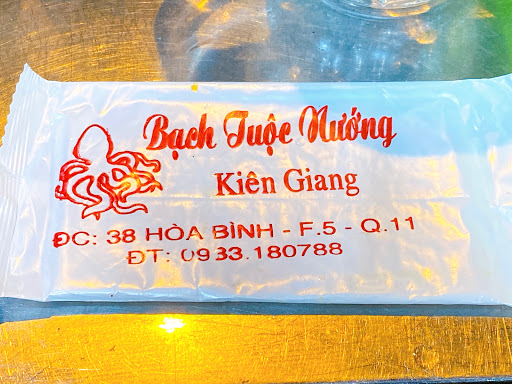 Bạch Tuộc Nướng
Kiên Giang
ĐC: 38 HÒA BÌNH - F.5 - Q.11
ĐT: 0933.180788